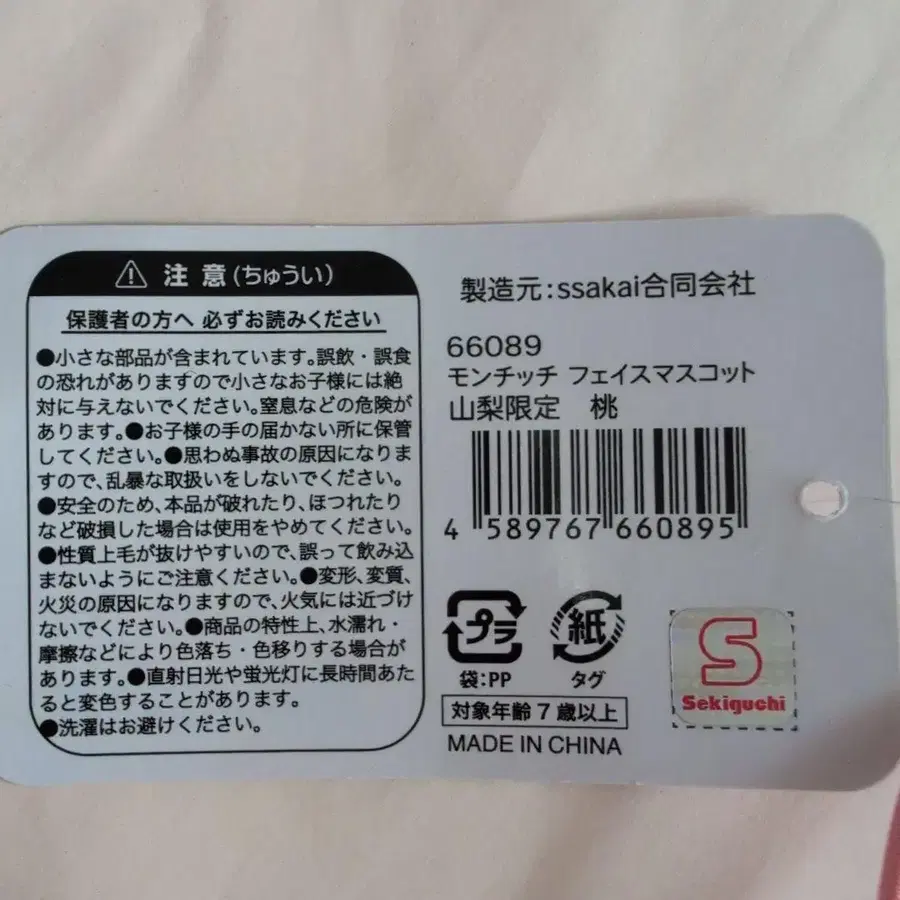 注意(ちゅうい)
保護者の方へ 必ずお読みください
●小さな部品が含まれています。誤飲・誤食
の恐れがありますので小さなお子様には絶
対に与えないでください。窒息などの危険が
あります。●お子様の手の届かない所に保管
してください。●思わぬ事故の原因になりま
すので、乱暴な取扱いをしないでください。
●安全のため、本品が破れたり、ほつれたり
など破損した場合は使用をやめてください。
●性質上毛が抜けやすいので、誤って飲み込
まないようにご注意ください。●変形、変質、
火災の原因になりますので、火気には近づけ
ないでください。●商品の特性上、水濡れ・
摩擦などにより色落ち・色移りする場合が
あります。●直射日光や蛍光灯に長時間あた
ると変色することがあります。
●洗濯はお避けください。
製造元:ssakai合同会社
66089
モンチッチ フェイスマスコット
山梨限定 桃
4 589767 660895
プラ
袋:PP
紙
タグ
対象年齢7歳以上
MADE IN CHINA
S
Sekiguchi